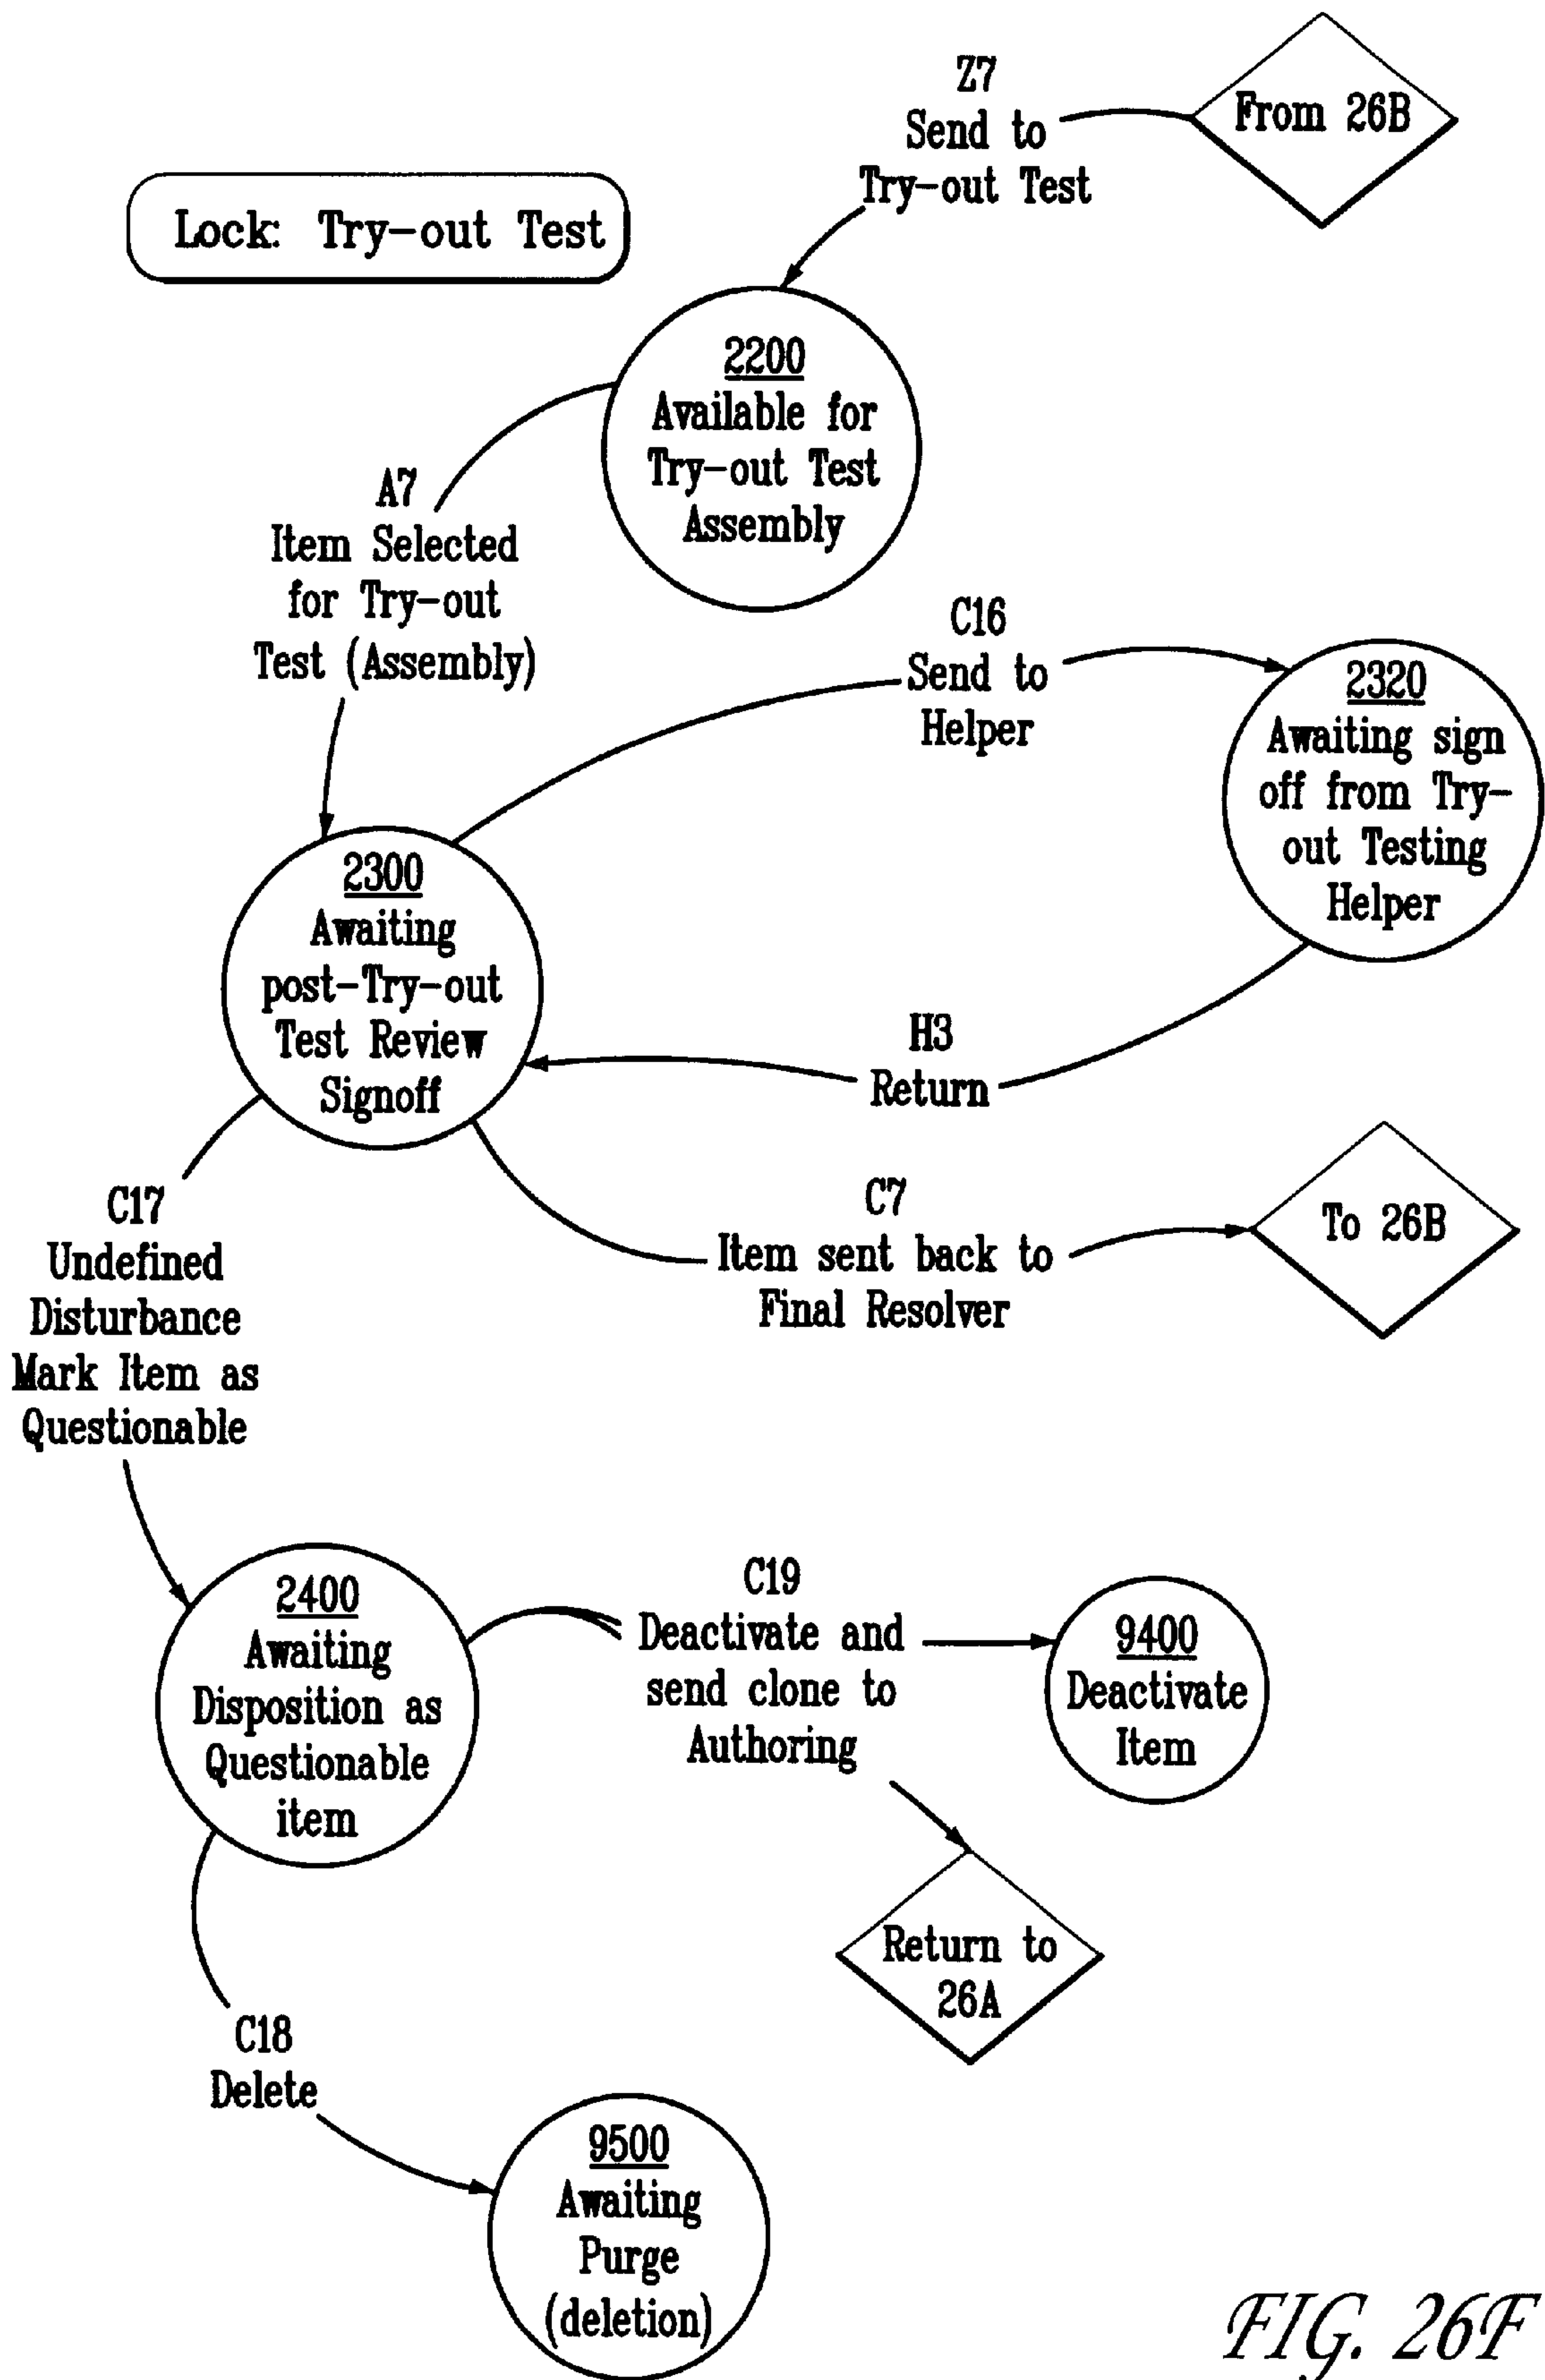 Z7
Send to
Try-out Test
From 26B
Lock: Try-out Test
2200
Available for
Try-out Test
Assembly
A7
Item Selected
for Try-out
Test (Assembly)
C16
Send to
Helper
2320
Awaiting sign
off from Try-
out Testing
Helper
2300
Awaiting
post-Try-out
Test Review
Signoff
H3
Return
C7
Item sent back to
Final Resolver
To 26B
C17
Undefined
Disturbance
Mark Item as
Questionable
2400
Awaiting
Disposition as
Questionable
item
C19
Deactivate and
send clone to
Authoring
9400
Deactivate
Item
Return to
26A
C18
Delete
9500
Awaiting
Purge
(deletion)
FIG. 26F